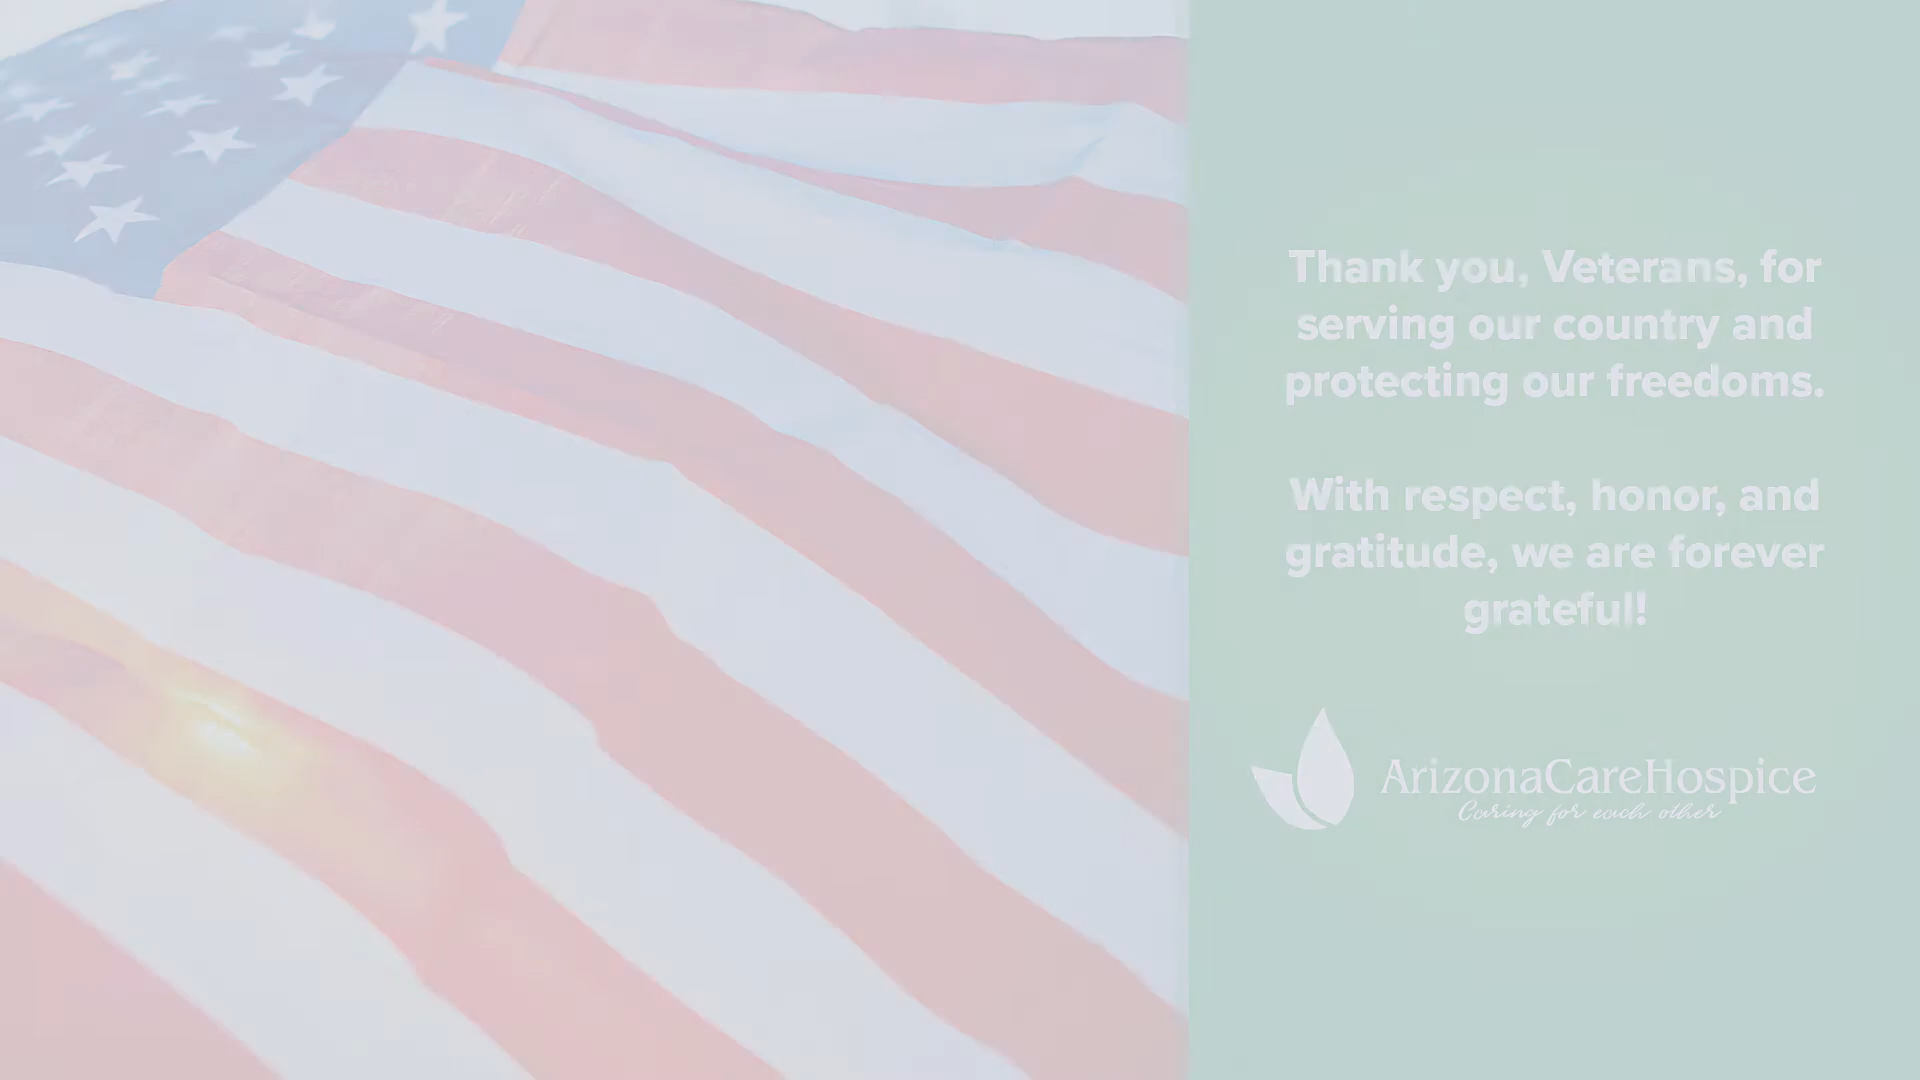 Thank you, Veterans, for
serving our country and
protecting our freedoms.
With respect, honor, and
gratitude, we are forever
grateful!
ArizonaCareHospice
Caring for each other